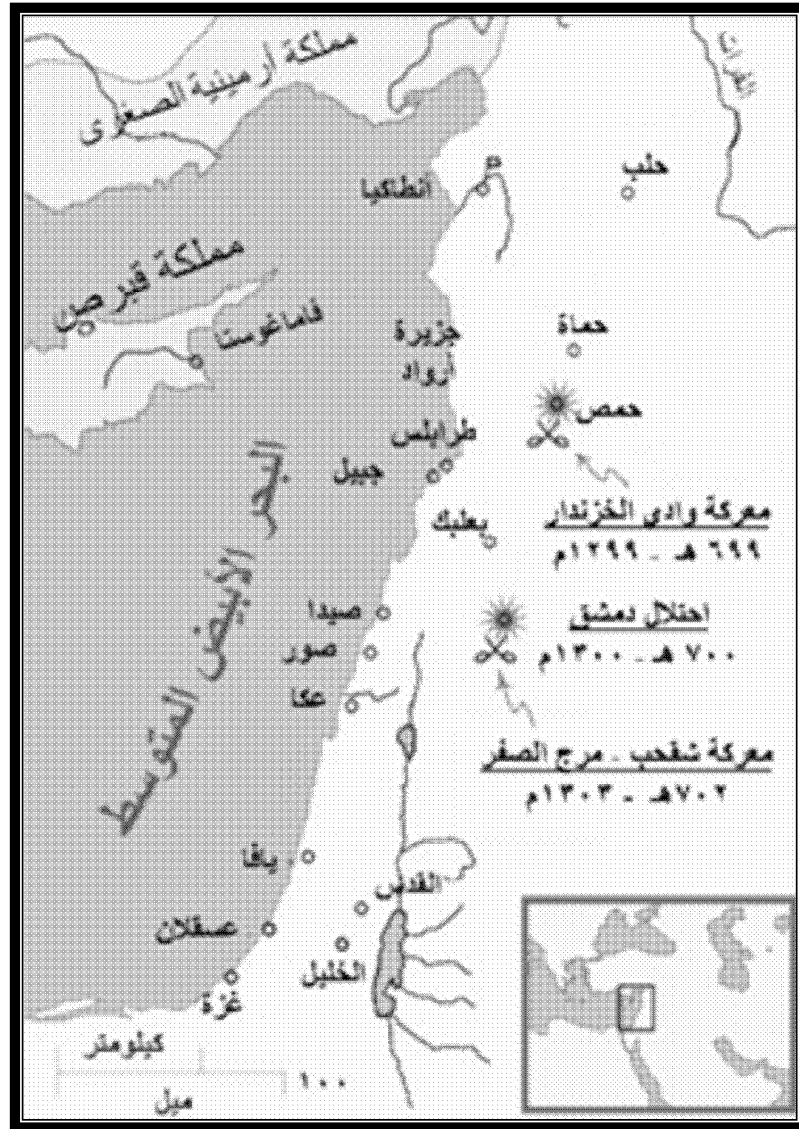 مملكة أرمينية الصغرى
الفرات
حلب
أنطاكيا
مملكة قبرص
فاماغوستا
حماة
جزيرة
أرواد
حمص
طرابلس
جبيل
البحر الأبيض المتوسط
معركة وادي الخزندار
٦٩٩ هـ - ١٢٩٩م
بعلبك
احتلال دمشق
٧٠٠ هـ - ١٣٠٠م
صيدا
صور
عكا
معركة شقحب - مرج الصفر
٧٠٢هـ - ١٣٠٣م
يافا
القدس
عسقلان
الخليل
غزة
كيلومتر
١٠٠
ميل